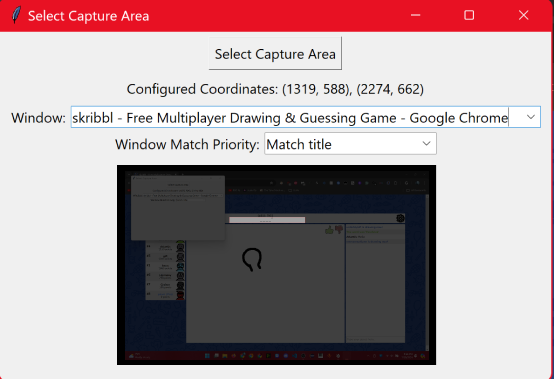 Select Capture Area
Select Capture Area
Configured Coordinates: (1319, 588), (2274, 662)
Window: skribbl - Free Multiplayer Drawing & Guessing Game - Google Chrome
Window Match Priority: Match title